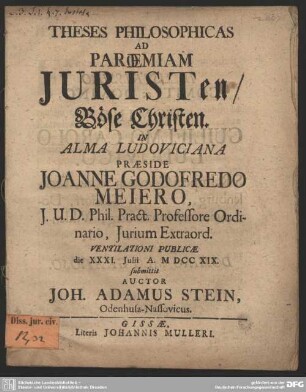 THESES PHILOSOPHICAS
AD
PARŒMIAM
JURISTen/
Böse Christen.
IN
ALMA LUDOVICIANA
PRÆSIDE
JOANNE GODOFREDO
MEIERO,
J. U. D. Phil. Pract. Professore Ordi-
nario, Jurium Extraord.
VENTILATIONI PUBLICÆ
die XXXI. Julii A. M DCC XIX.
submittit
AUCTOR
JOH. ADAMUS STEIN,
Odenhusa-Nassovicus.
Diss. jur. civ.
GISSÆ,
Literis JOHANNIS MULLERI.
DFG